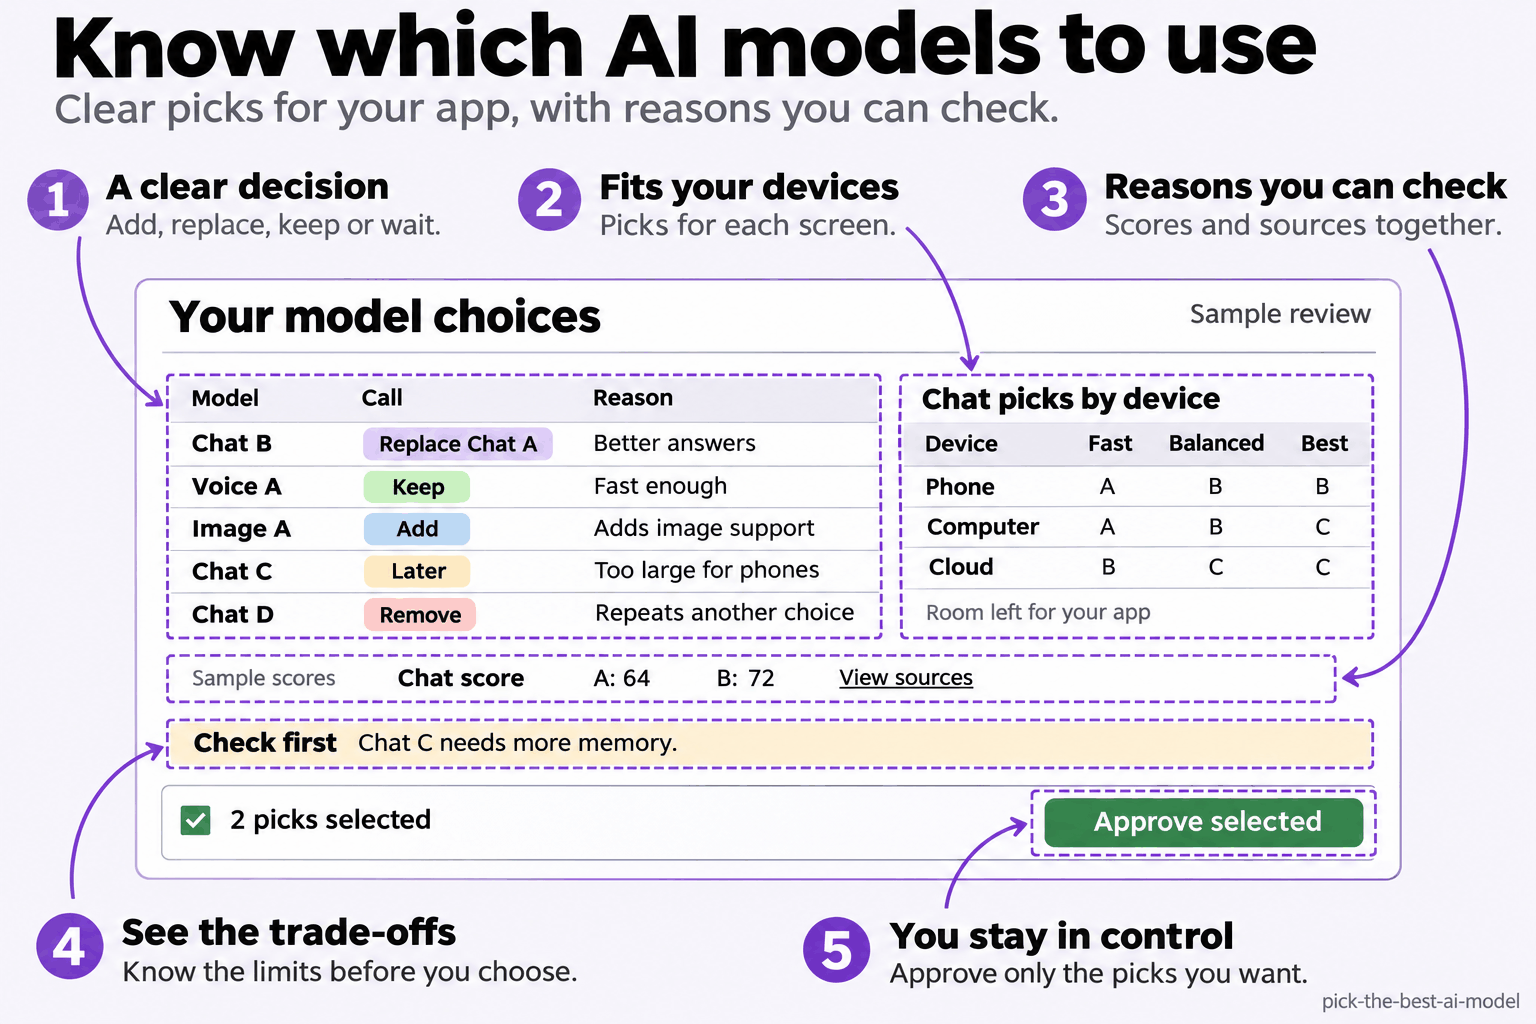 Know which AI models to use
Clear picks for your app, with reasons you can check.
1 A clear decision
Add, replace, keep or wait.
2 Fits your devices
Picks for each screen.
3 Reasons you can check
Scores and sources together.
Your model choices
Sample review
Model Call Reason
Chat B Replace Chat A Better answers
Voice A Keep Fast enough
Image A Add Adds image support
Chat C Later Too large for phones
Chat D Remove Repeats another choice
Chat picks by device
Device Fast Balanced Best
Phone A B B
Computer A B C
Cloud B C C
Room left for your app
Sample scores Chat score A: 64 B: 72 View sources
Check first Chat C needs more memory.
2 picks selected
Approve selected
4 See the trade-offs
Know the limits before you choose.
5 You stay in control
Approve only the picks you want.
pick-the-best-ai-model